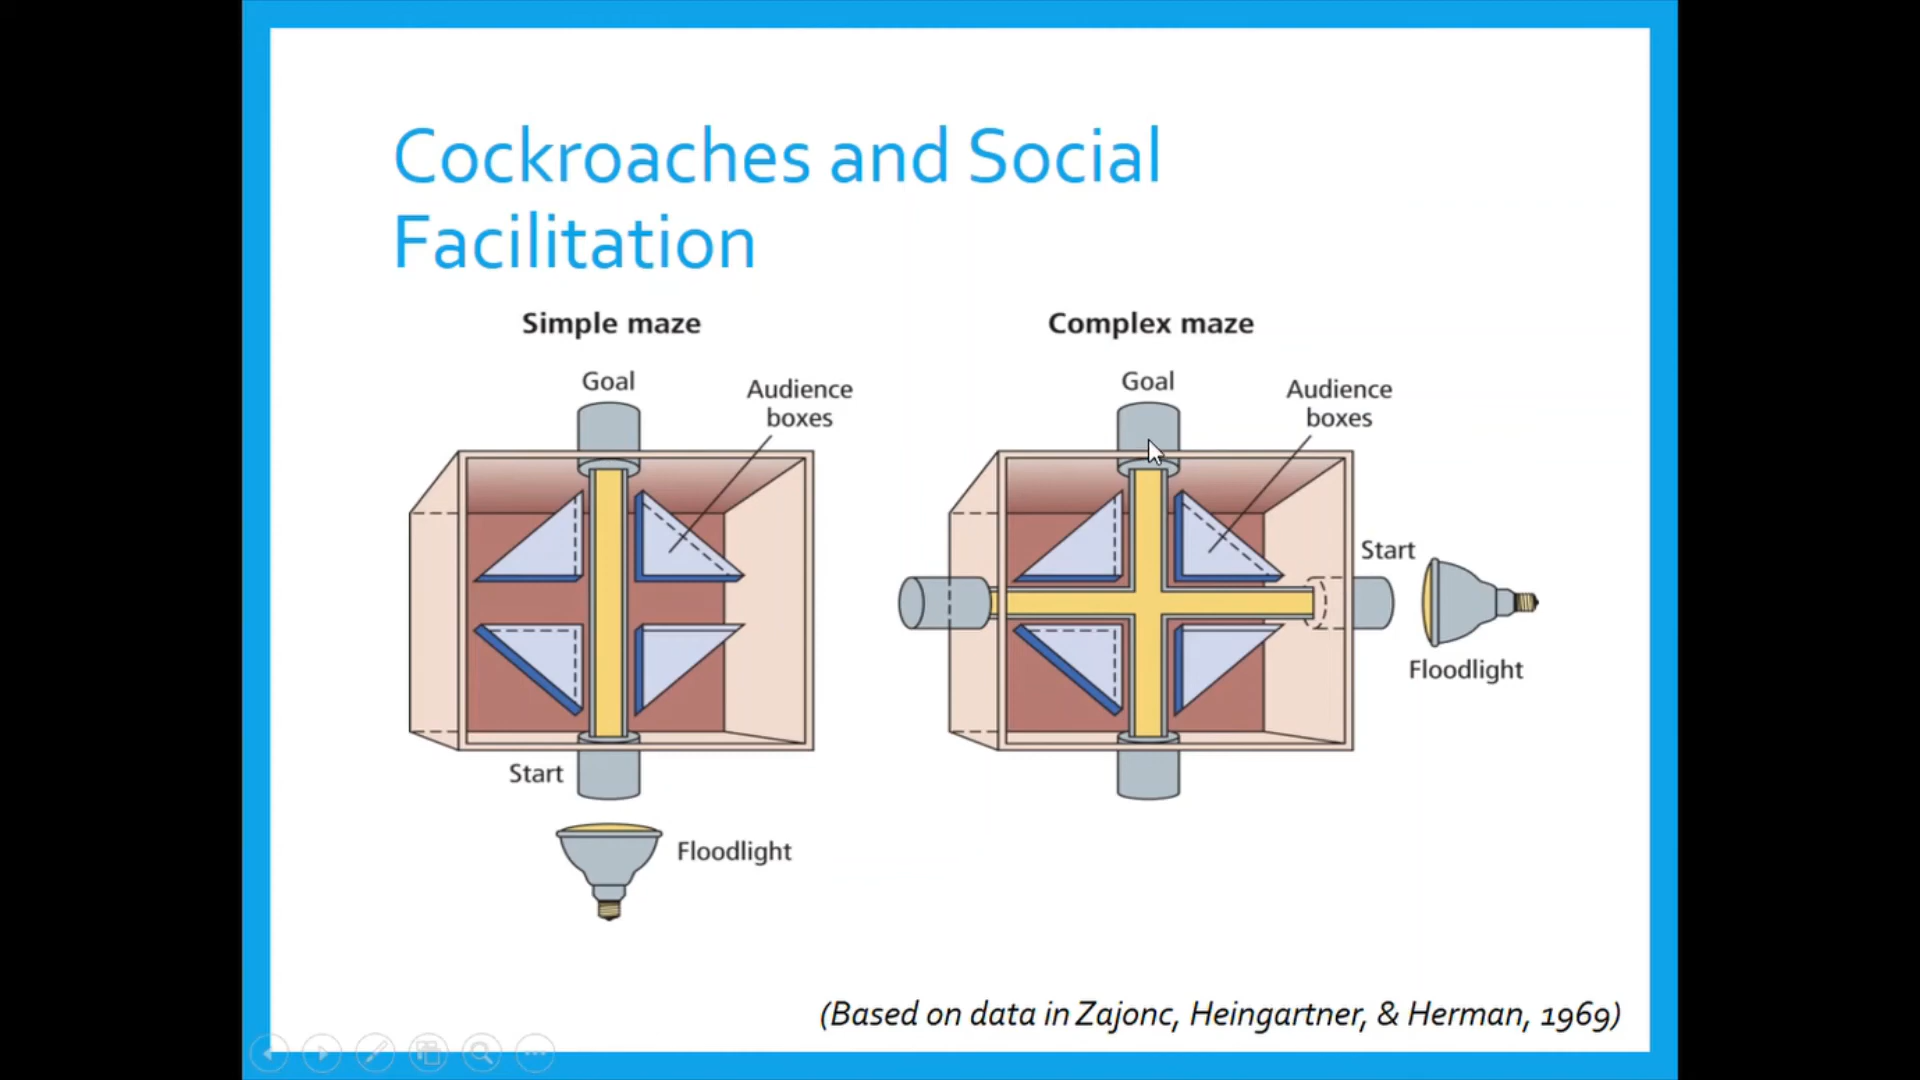 Cockroaches and Social
Facilitation
Simple maze
Goal
Audience
boxes
Start
Floodlight
Complex maze
Goal
Audience
boxes
Start
Floodlight
(Based on data in Zajonc, Heingartner, & Herman, 1969)